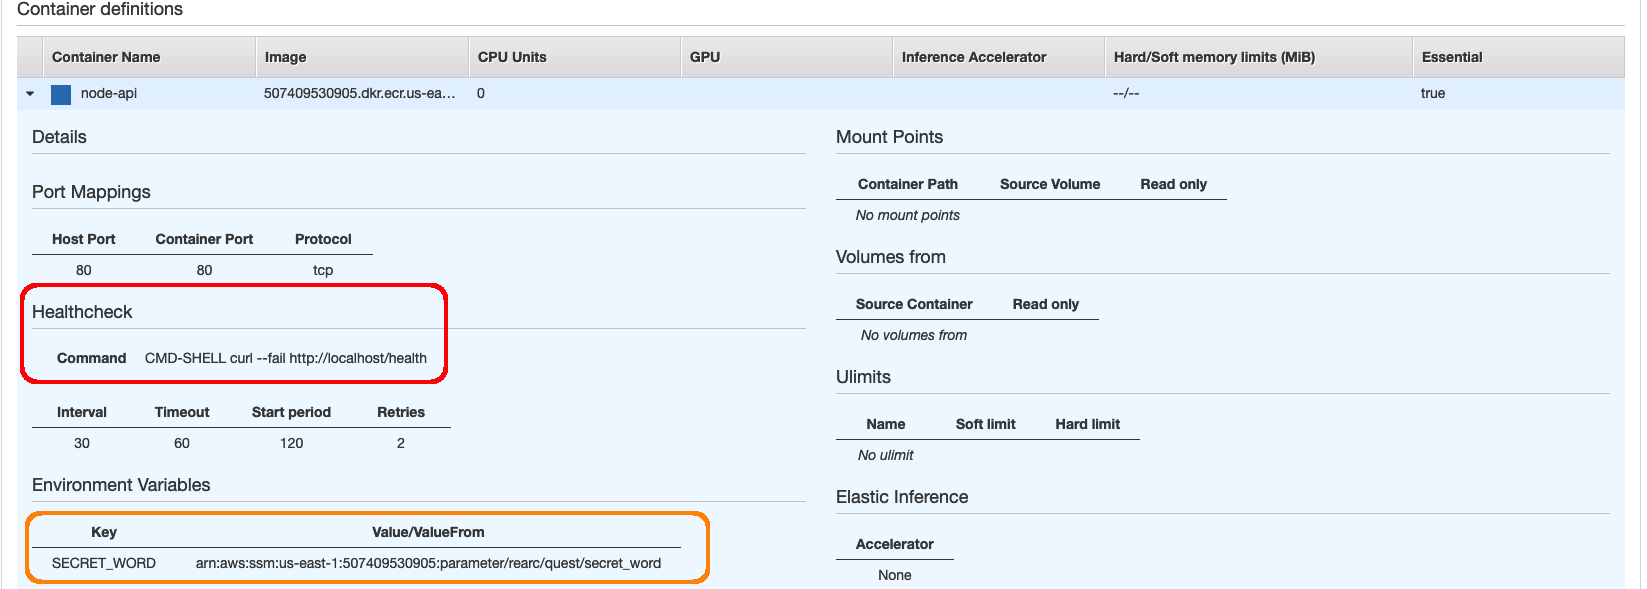 Container definitions
Container Name Image CPU Units GPU Inference Accelerator Hard/Soft memory limits (MiB) Essential
node-api 507409530905.dkr.ecr.us-ea... 0 --/-- true
Details
Port Mappings
Host Port Container Port Protocol
80 80 tcp
Healthcheck
Command CMD-SHELL curl --fail http://localhost/health
Interval Timeout Start period Retries
30 60 120 2
Environment Variables
Key Value/ValueFrom
SECRET_WORD arn:aws:ssm:us-east-1:507409530905:parameter/rearc/quest/secret_word
Mount Points
Container Path Source Volume Read only
No mount points
Volumes from
Source Container Read only
No volumes from
Ulimits
Name Soft limit Hard limit
No ulimit
Elastic Inference
Accelerator
None